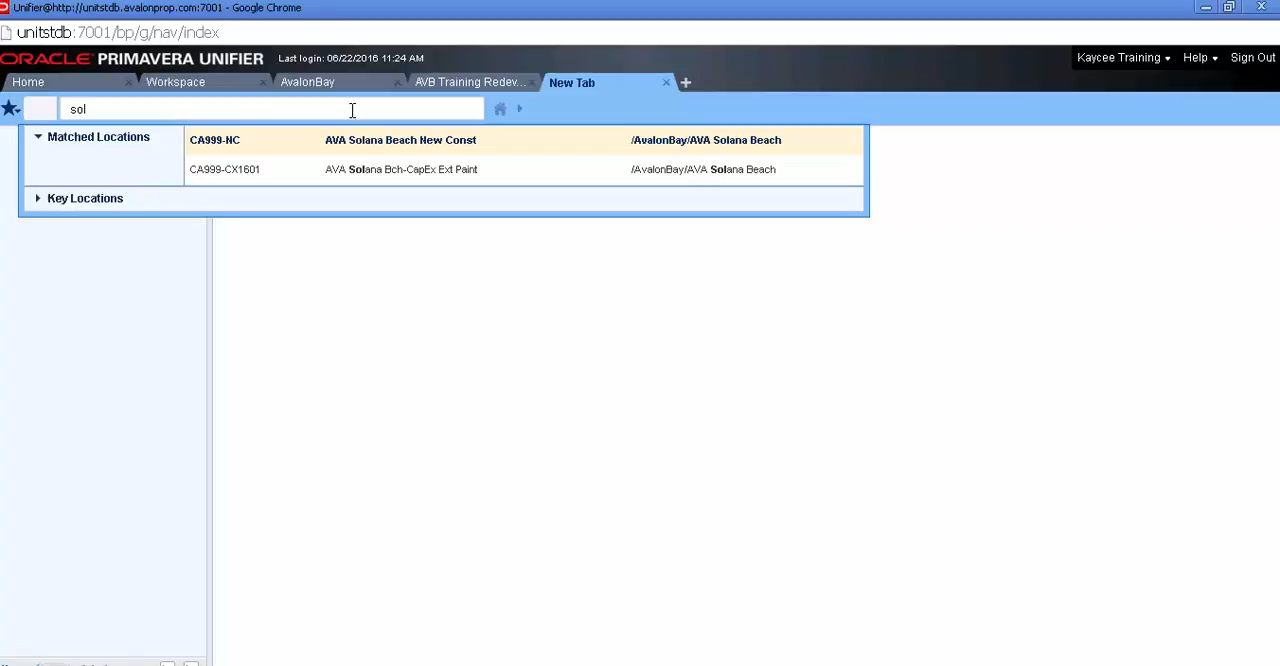 Unifier@http://unitstdb.avalonprop.com:7001/ - Google Chrome
unitstdb:7001/bp/g/nav/index
ORACLE PRIMAVERA UNIFIER Last login: 06/22/2016 11:24 AM Kaycee Training Help Sign Out
Home Workspace AvalonBay AVB Training Redev... New Tab
sol
Matched Locations CA999-NC AVA Solana Beach New Const /AvalonBay/AVA Solana Beach
CA999-CX1601 AVA Solana Bch-CapEx Ext Paint /AvalonBay/AVA Solana Beach
Key Locations